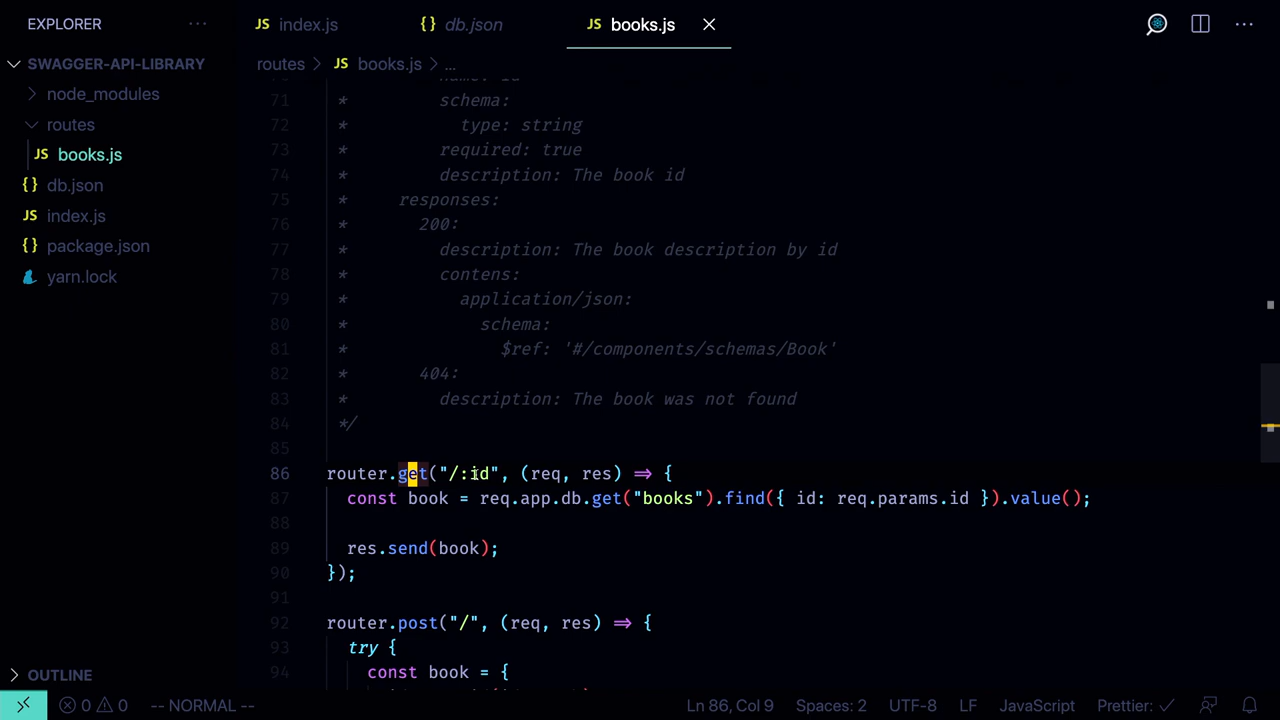 EXPLORER ...
JS index.js
{} db.json
JS books.js
...
SWAGGER-API-LIBRARY
node_modules
routes
JS books.js
{} db.json
JS index.js
{} package.json
yarn.lock
OUTLINE
routes > JS books.js > ...
71 * schema:
72 * type: string
73 * required: true
74 * description: The book id
75 * responses:
76 * 200:
77 * description: The book description by id
78 * contens:
79 * application/json:
80 * schema:
81 * $ref: '#/components/schemas/Book'
82 * 404:
83 * description: The book was not found
84 */
85
86 router.get("/:id", (req, res) => {
87 const book = req.app.db.get("books").find({ id: req.params.id }).value();
88
89 res.send(book);
90 });
91
92 router.post("/", (req, res) => {
93 try {
94 const book = {
0 0 -- NORMAL -- Ln 86, Col 9 Spaces: 2 UTF-8 LF JavaScript Prettier: ✓